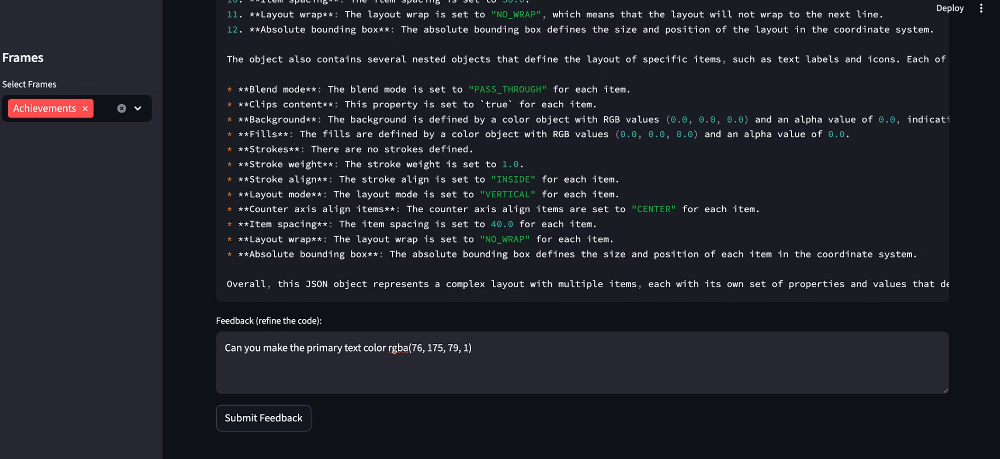 Deploy
10. **Item spacing**: The item spacing is set to 30.0.
11. **Layout wrap**: The layout wrap is set to "NO_WRAP", which means that the layout will not wrap to the next line.
12. **Absolute bounding box**: The absolute bounding box defines the size and position of the layout in the coordinate system.
Frames
The object also contains several nested objects that define the layout of specific items, such as text labels and icons. Each of
Select Frames
Achievements ×
* **Blend mode**: The blend mode is set to "PASS_THROUGH" for each item.
* **Clips content**: This property is set to `true` for each item.
* **Background**: The background is defined by a color object with RGB values (0.0, 0.0, 0.0) and an alpha value of 0.0, indicati
* **Fills**: The fills are defined by a color object with RGB values (0.0, 0.0, 0.0) and an alpha value of 0.0.
* **Strokes**: There are no strokes defined.
* **Stroke weight**: The stroke weight is set to 1.0.
* **Stroke align**: The stroke align is set to "INSIDE" for each item.
* **Layout mode**: The layout mode is set to "VERTICAL" for each item.
* **Counter axis align items**: The counter axis align items are set to "CENTER" for each item.
* **Item spacing**: The item spacing is set to 40.0 for each item.
* **Layout wrap**: The layout wrap is set to "NO_WRAP" for each item.
* **Absolute bounding box**: The absolute bounding box defines the size and position of each item in the coordinate system.
Overall, this JSON object represents a complex layout with multiple items, each with its own set of properties and values that de
Feedback (refine the code):
Can you make the primary text color rgba(76, 175, 79, 1)
Submit Feedback